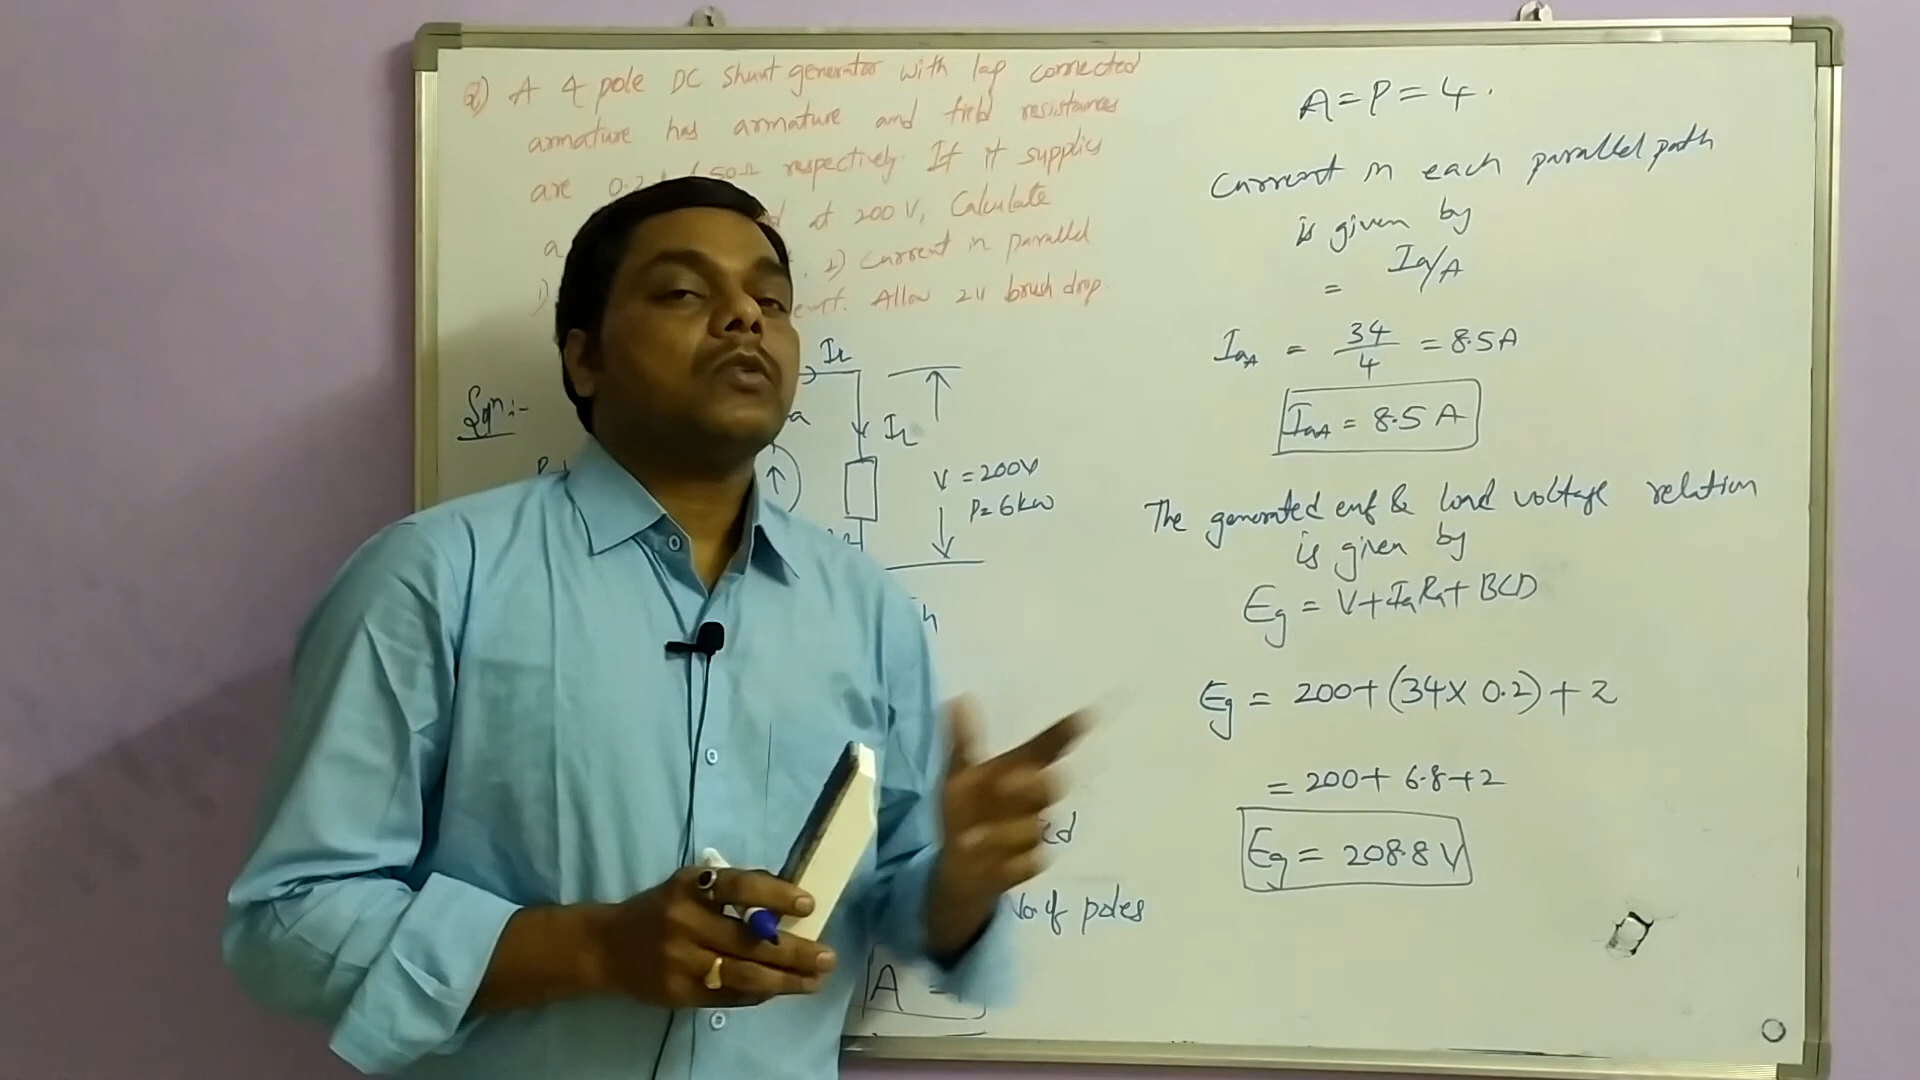 Q) A 4 pole DC shunt generator with lap connected
armature has armature and field resistances
are 0.2 50Ω respectively. If it supplies
a at 200 V, Calculate
1) 2) Current in parallel
Allow 2V brush drop.
Soln:-
IL
a
IL
V = 200V
P = 6kW
No of poles
A =
A = P = 4.
Current in each parallel path
is given by
= Ia/A
IaA = 34/4 = 8.5A
IaA = 8.5 A
The generated emf & load voltage relation
is given by
Eg = V + IaRa + BCD
Eg = 200 + (34 × 0.2) + 2
= 200 + 6.8 + 2
Eg = 208.8 V